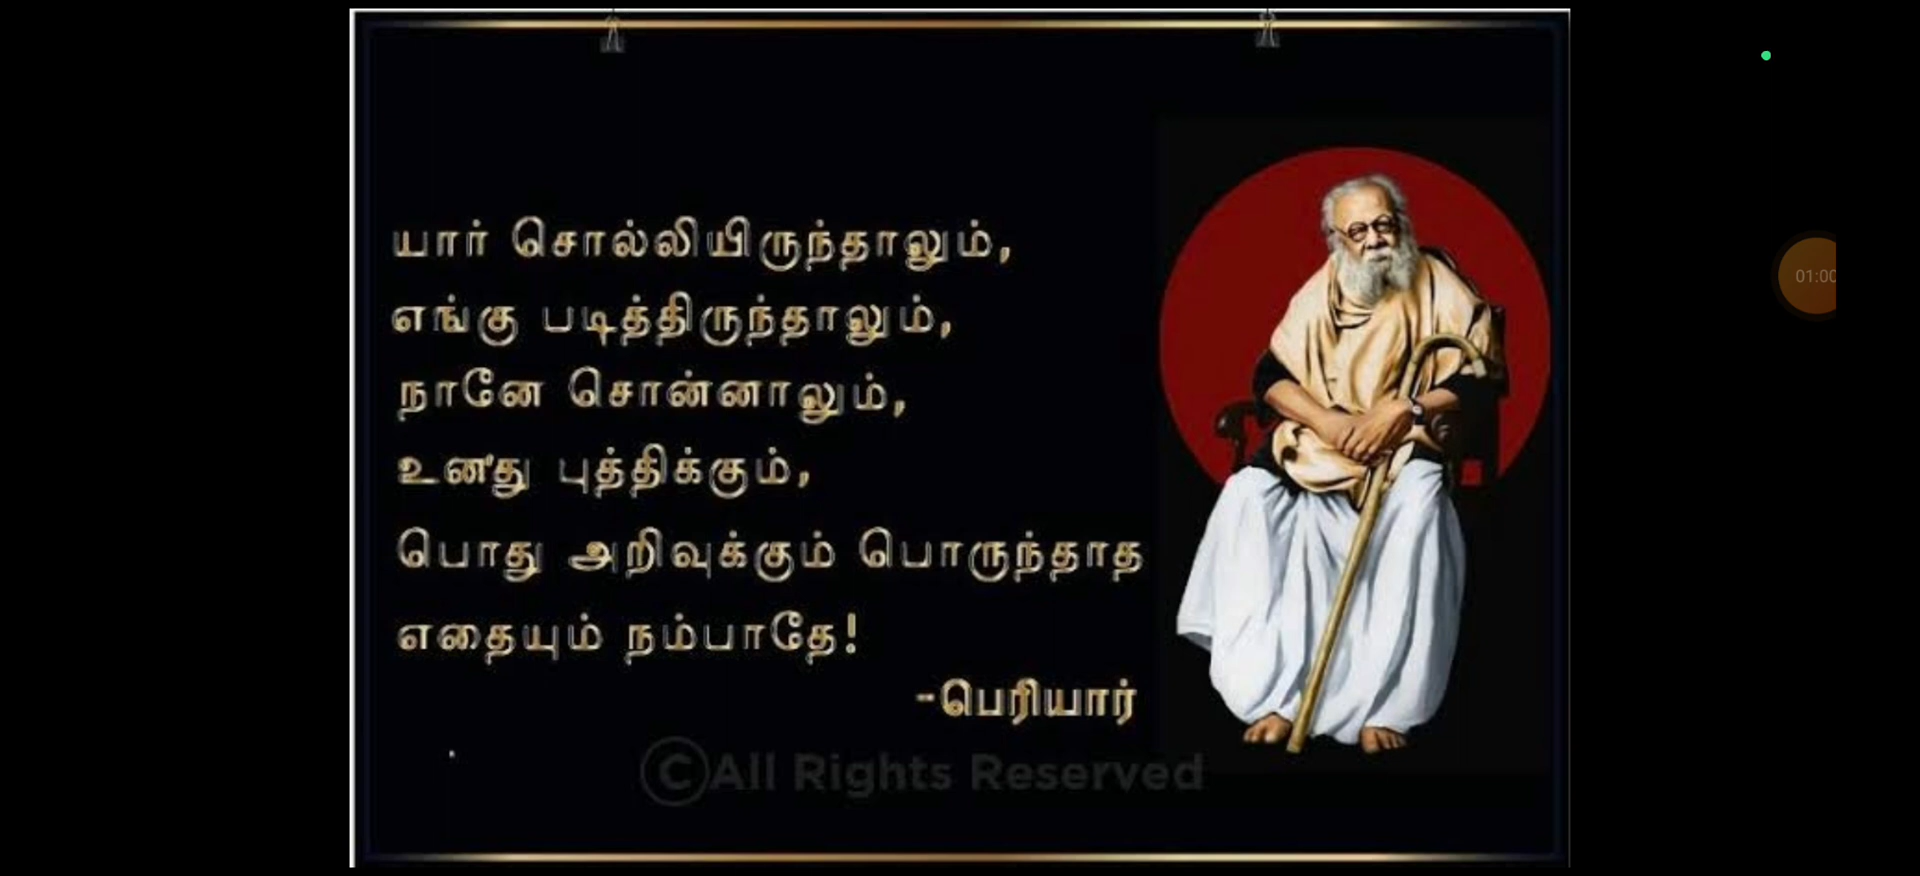 யார் சொல்லியிருந்தாலும்,
எங்கு படித்திருந்தாலும்,
நானே சொன்னாலும்,
உனது புத்திக்கும்,
பொது அறிவுக்கும் பொருந்தாத
எதையும் நம்பாதே!
-பெரியார்
©All Rights Reserved
01:00